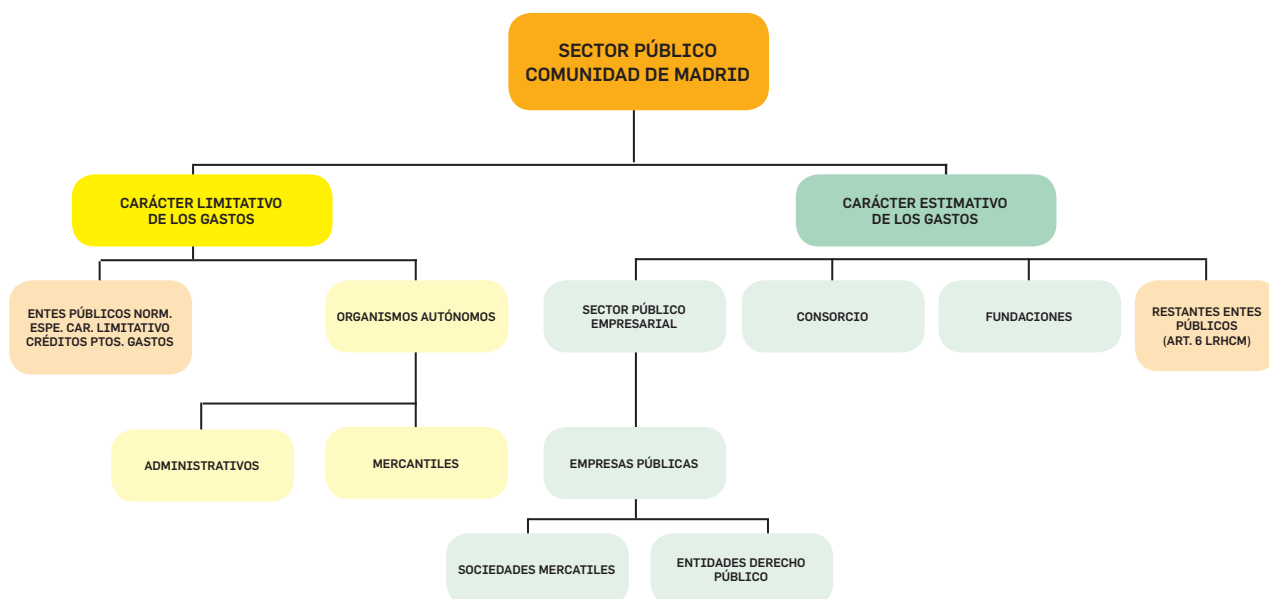 SECTOR PÚBLICO
COMUNIDAD DE MADRID
CARÁCTER LIMITATIVO
DE LOS GASTOS
CARÁCTER ESTIMATIVO
DE LOS GASTOS
ENTES PÚBLICOS NORM.
ESPE. CAR. LIMITATIVO
CRÉDITOS PTOS. GASTOS
ORGANISMOS AUTÓNOMOS
SECTOR PÚBLICO
EMPRESARIAL
CONSORCIO
FUNDACIONES
RESTANTES ENTES
PÚBLICOS
(ART. 6 LRHCM)
ADMINISTRATIVOS
MERCANTILES
EMPRESAS PÚBLICAS
SOCIEDADES MERCATILES
ENTIDADES DERECHO
PÚBLICO